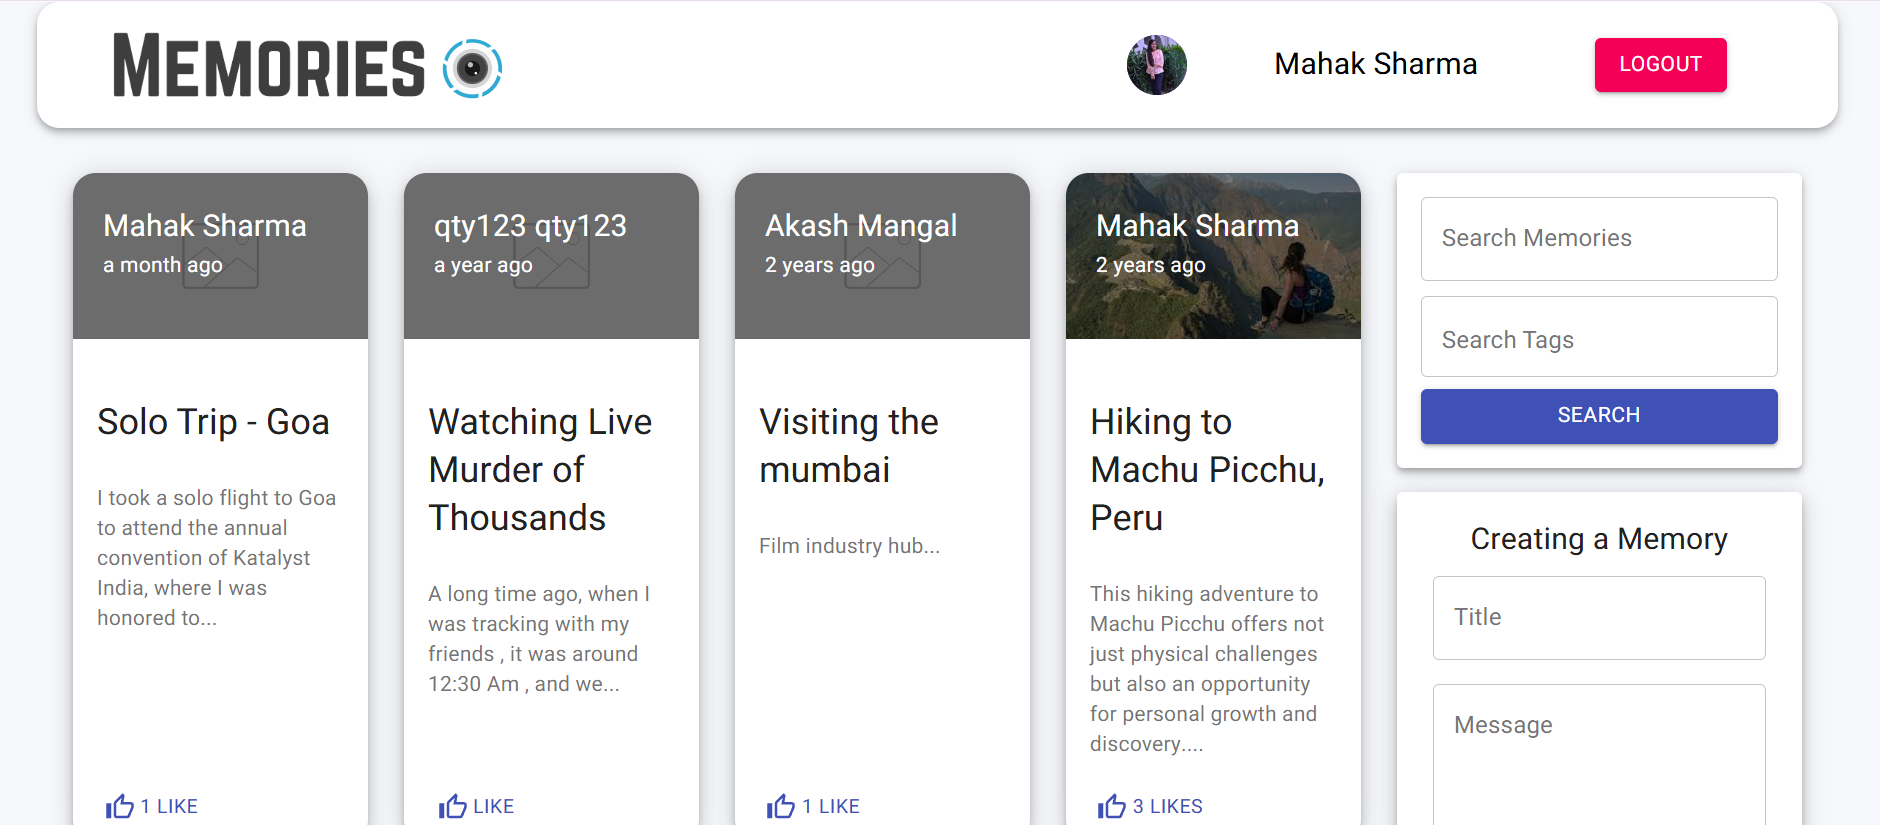 MEMORIES
Mahak Sharma
LOGOUT
Mahak Sharma
a month ago
Solo Trip - Goa
I took a solo flight to Goa
to attend the annual
convention of Katalyst
India, where I was
honored to...
1 LIKE
qty123 qty123
a year ago
Watching Live
Murder of
Thousands
A long time ago, when I
was tracking with my
friends , it was around
12:30 Am , and we...
LIKE
Akash Mangal
2 years ago
Visiting the
mumbai
Film industry hub...
1 LIKE
Mahak Sharma
2 years ago
Hiking to
Machu Picchu,
Peru
This hiking adventure to
Machu Picchu offers not
just physical challenges
but also an opportunity
for personal growth and
discovery....
3 LIKES
Search Memories
Search Tags
SEARCH
Creating a Memory
Title
Message